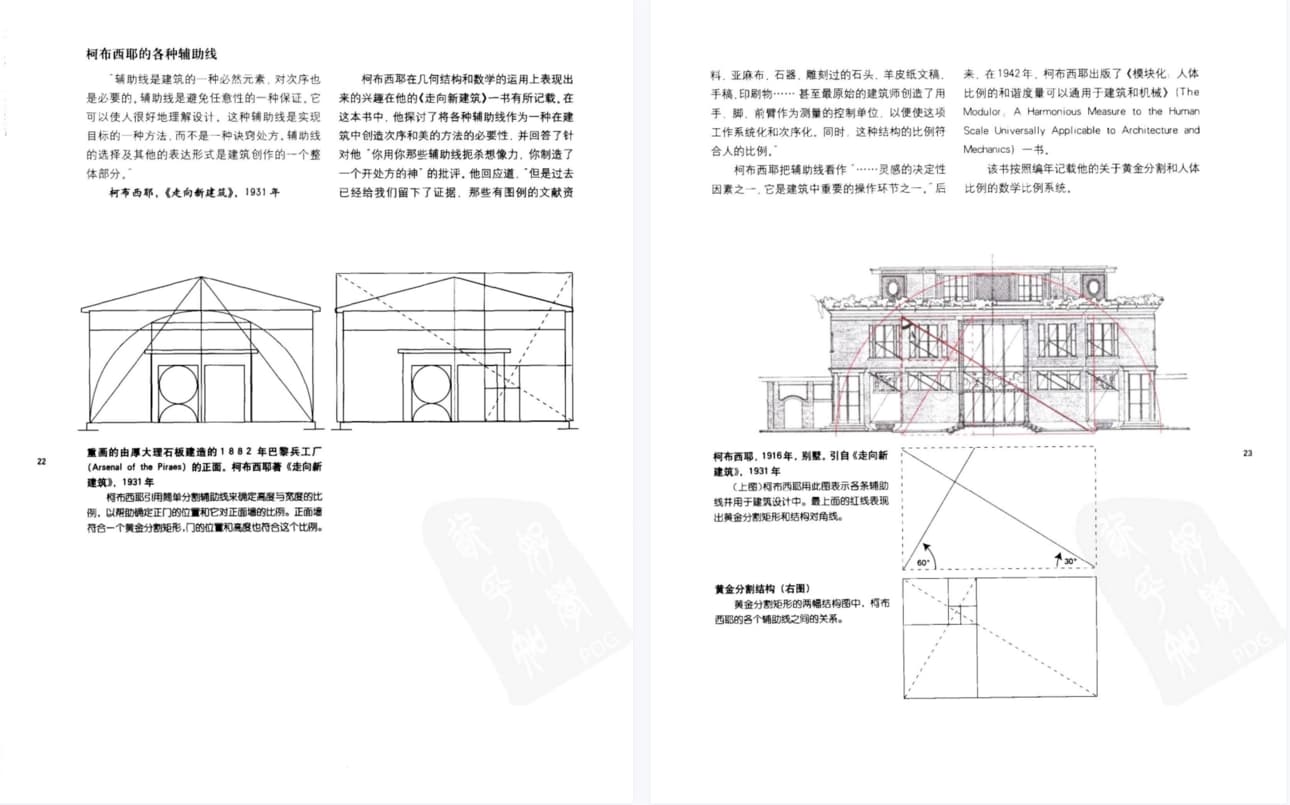 柯布西耶的各种辅助线
“辅助线是建筑的一种必然元素，对次序也
是必要的。辅助线是避免任意性的一种保证。它
可以使人很好地理解设计。这种辅助线是实现
目标的一种方法，而不是一种诀窍处方。辅助线
的选择及其他的表达形式是建筑创作的一个整
体部分。”
柯布西耶，《走向新建筑》，1931年
柯布西耶在几何结构和数学的运用上表现出
来的兴趣在他的《走向新建筑》一书有所记载。在
这本书中，他探讨了将各种辅助线作为一种在建
筑中创造次序和美的方法的必要性，并回答了针
对他“你用你那些辅助线扼杀想像力，你制造了
一个开处方的神”的批评。他回应道，“但是过去
已经给我们留下了证据，那些有图例的文献资
重画的由厚大理石板建造的1882年巴黎兵工厂
(Arsenal of the Piraes) 的正面。柯布西耶著《走向新
建筑》，1931年
柯布西耶引用简单分割辅助线来确定高度与宽度的比
例，以帮助确定正门的位置和它对正面墙的比例。正面墙
符合一个黄金分割矩形，门的位置和高度也符合这个比例。
22
料，亚麻布，石器，雕刻过的石头，羊皮纸文稿，
手稿，印刷物……甚至最原始的建筑师创造了用
手、脚、前臂作为测量的控制单位，以便使这项
工作系统化和次序化。同时，这种结构的比例符
合人的比例。”
柯布西耶把辅助线看作“……灵感的决定性
因素之一，它是建筑中重要的操作环节之一。”后
来，在1942年，柯布西耶出版了《模块化：人体
比例的和谐度量可以通用于建筑和机械》(The
Modulor: A Harmonious Measure to the Human
Scale Universally Applicable to Architecture and
Mechanics) 一书。
该书按照编年记载他的关于黄金分割和人体
比例的数学比例系统。
柯布西耶，1916年，别墅。引自《走向新
建筑》，1931年
(上图)柯布西耶用此图表示各条辅助
线并用于建筑设计中。最上面的红线表现
出黄金分割矩形和结构对角线。
60°
30°
黄金分割结构（右图）
黄金分割矩形的两幅结构图中，柯布
西耶的各个辅助线之间的关系。
23
PDG
PDG